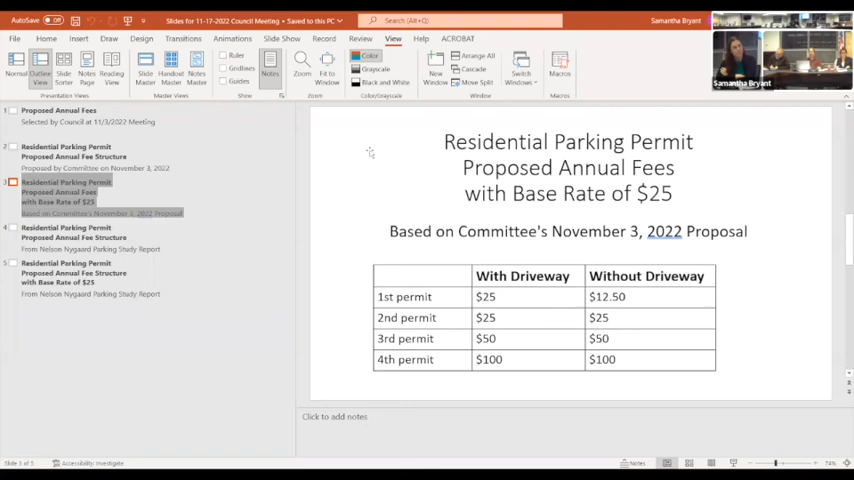 AutoSave Off
Slides for 11-17-2022 Council Meeting • Saved to this PC
Search (Alt+Q)
Samantha Bryant
File Home Insert Draw Design Transitions Animations Slide Show Record Review View Help ACROBAT
Normal Outline View Slide Sorter Notes Page Reading View
Presentation Views
Slide Master Handout Master Notes Master
Master Views
Ruler
Gridlines
Guides
Show
Notes
Zoom Fit to Window
Zoom
Color
Grayscale
Black and White
Color/Grayscale
New Window
Arrange All
Cascade
Move Split
Window
Switch Windows
Macros
Macros
Samantha Bryant
1 Proposed Annual Fees
Selected by Council at 11/3/2022 Meeting
2 Residential Parking Permit
Proposed Annual Fee Structure
Proposed by Committee on November 3, 2022
3 Residential Parking Permit
Proposed Annual Fees
with Base Rate of $25
Based on Committee's November 3, 2022 Proposal
4 Residential Parking Permit
Proposed Annual Fee Structure
From Nelson Nygaard Parking Study Report
5 Residential Parking Permit
Proposed Annual Fee Structure
with Base Rate of $25
From Nelson Nygaard Parking Study Report
Residential Parking Permit
Proposed Annual Fees
with Base Rate of $25
Based on Committee's November 3, 2022 Proposal
With Driveway Without Driveway
1st permit $25 $12.50
2nd permit $25 $25
3rd permit $50 $50
4th permit $100 $100
Click to add notes
Slide 3 of 5
Accessibility: Investigate
Notes
74%